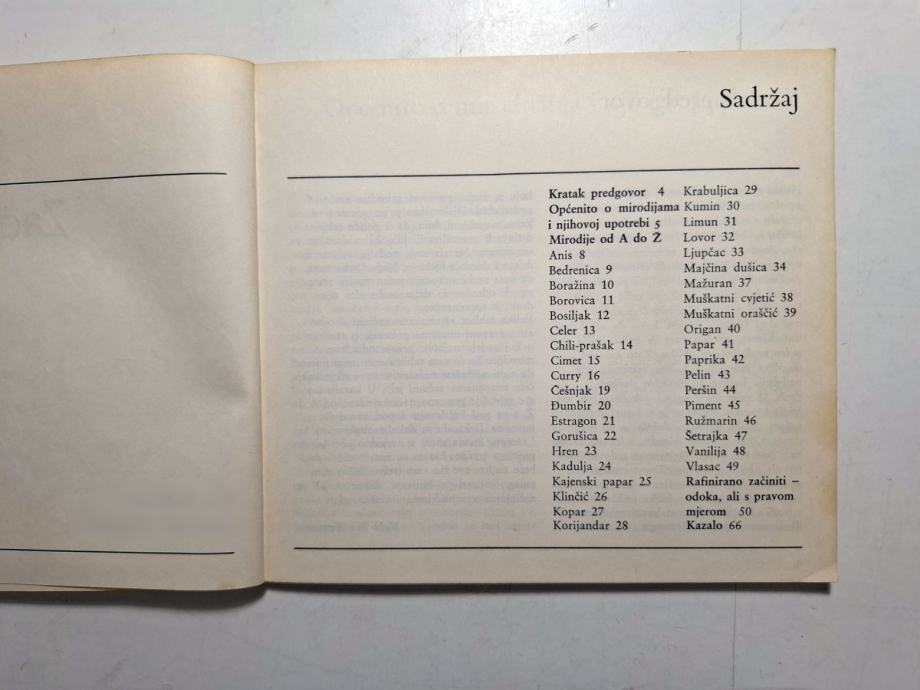 Sadržaj
Kratak predgovor 4
Općenito o mirodijama
i njihovoj upotrebi 5
Mirodije od A do Ž
Anis 8
Bedrenica 9
Boražina 10
Borovica 11
Bosiljak 12
Celer 13
Chili-prašak 14
Cimet 15
Curry 16
Češnjak 19
Đumbir 20
Estragon 21
Gorušica 22
Hren 23
Kadulja 24
Kajenski papar 25
Klinčić 26
Kopar 27
Korijandar 28
Krabuljica 29
Kumin 30
Limun 31
Lovor 32
Ljupčac 33
Majčina dušica 34
Mažuran 37
Muškatni cvjetić 38
Muškatni oraščić 39
Origan 40
Papar 41
Paprika 42
Pelin 43
Peršin 44
Piment 45
Ružmarin 46
Šetrajka 47
Vanilija 48
Vlasac 49
Rafinirano začiniti –
odoka, ali s pravom
mjerom 50
Kazalo 66